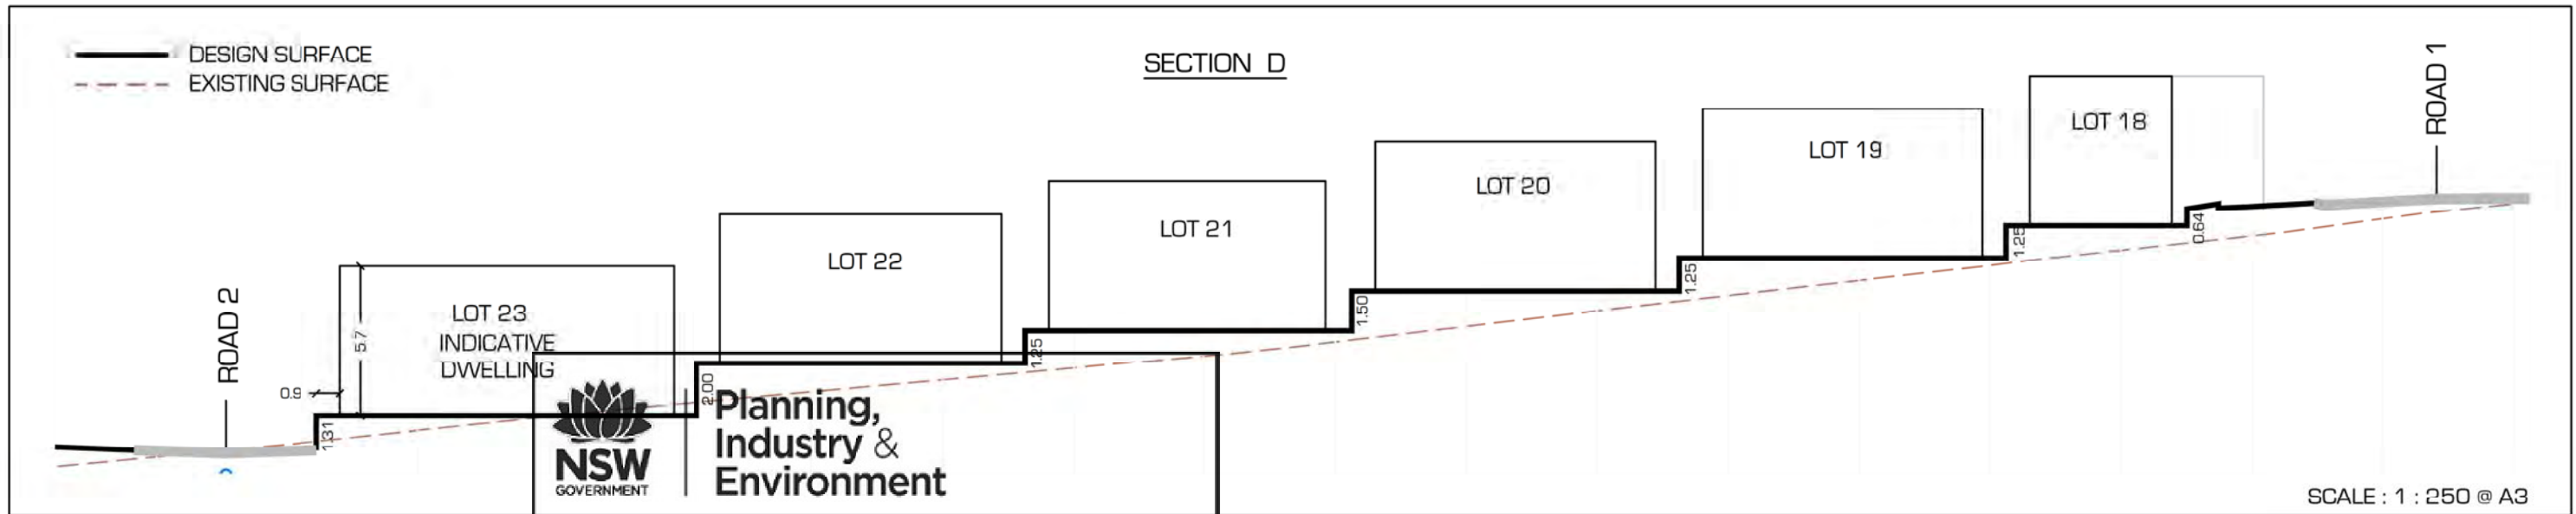 DESIGN SURFACE
EXISTING SURFACE
SECTION D
ROAD 1
LOT 18
LOT 19
LOT 20
LOT 21
LOT 22
LOT 23
INDICATIVE
DWELLING
ROAD 2
5.7
0.9
1.31
2.00
1.25
1.50
1.25
1.25
0.64
NSW
GOVERNMENT
Planning,
Industry &
Environment
SCALE : 1 : 250 @ A3